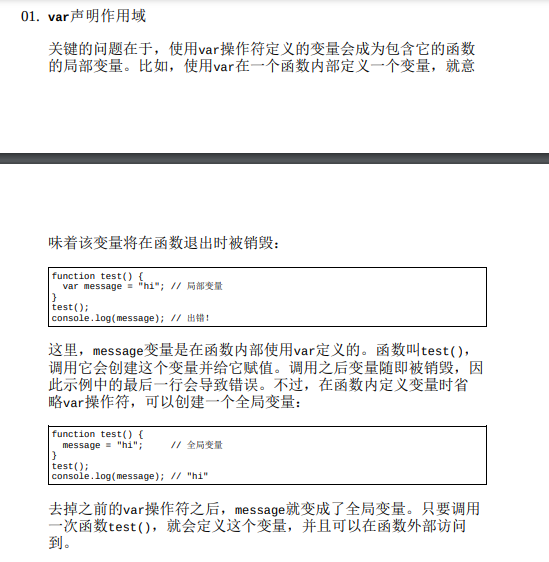 01. var声明作用域
关键的问题在于，使用var操作符定义的变量会成为包含它的函数
的局部变量。比如，使用var在一个函数内部定义一个变量，就意
味着该变量将在函数退出时被销毁：
function test() {
  var message = "hi"; // 局部变量
}
test();
console.log(message); // 出错！
这里，message变量是在函数内部使用var定义的。函数叫test()，
调用它会创建这个变量并给它赋值。调用之后变量随即被销毁，因
此示例中的最后一行会导致错误。不过，在函数内定义变量时省
略var操作符，可以创建一个全局变量：
function test() {
  message = "hi";     // 全局变量
}
test();
console.log(message); // "hi"
去掉之前的var操作符之后，message就变成了全局变量。只要调用
一次函数test()，就会定义这个变量，并且可以在函数外部访问
到。